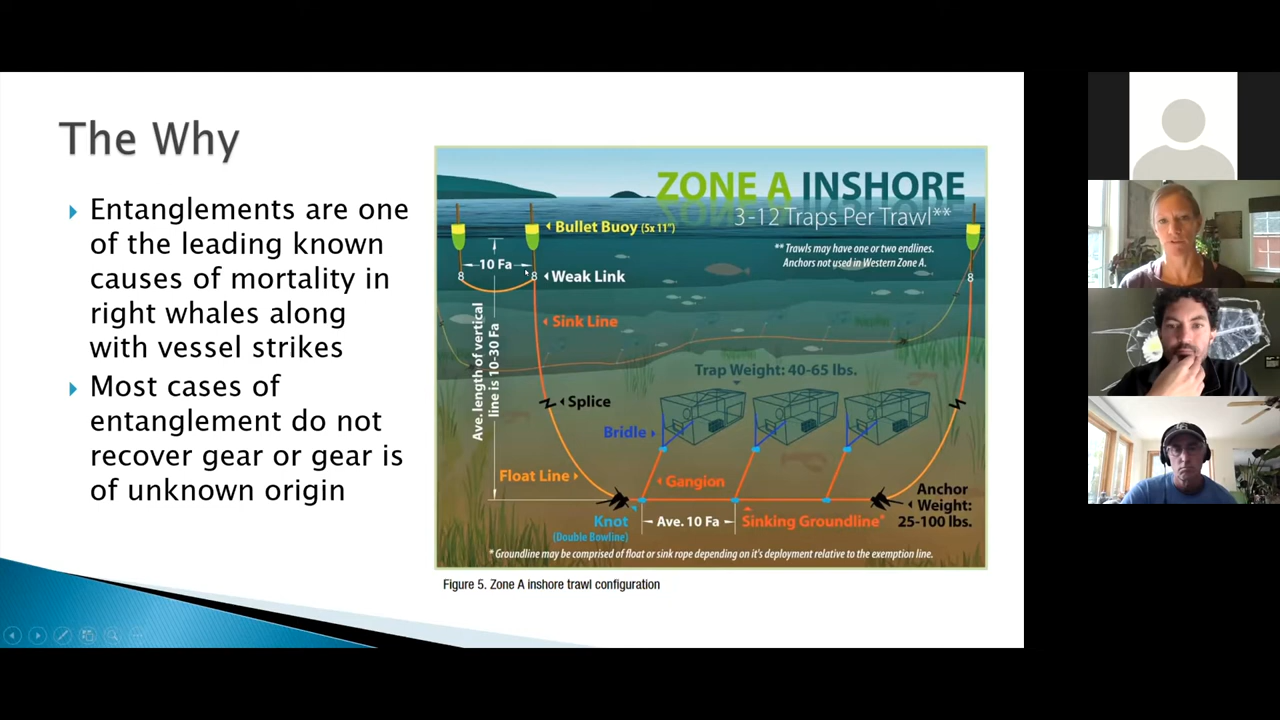 The Why
Entanglements are one
of the leading known
causes of mortality in
right whales along
with vessel strikes
Most cases of
entanglement do not
recover gear or gear is
of unknown origin
ZONE A INSHORE
3-12 Traps Per Trawl**
** Trawls may have one or two endlines.
Anchors not used in Western Zone A.
Bullet Buoy (5x 11")
10 Fa
8
8
Weak Link
8
Ave. length of vertical
line is 10-30 Fa
Sink Line
Trap Weight: 40-65 lbs.
Splice
Bridle
Float Line
Gangion
Anchor
Weight:
25-100 lbs.
Knot
(Double Bowline)
Ave. 10 Fa
Sinking Groundline*
* Groundline may be comprised of float or sink rope depending on it's deployment relative to the exemption line.
Figure 5. Zone A inshore trawl configuration